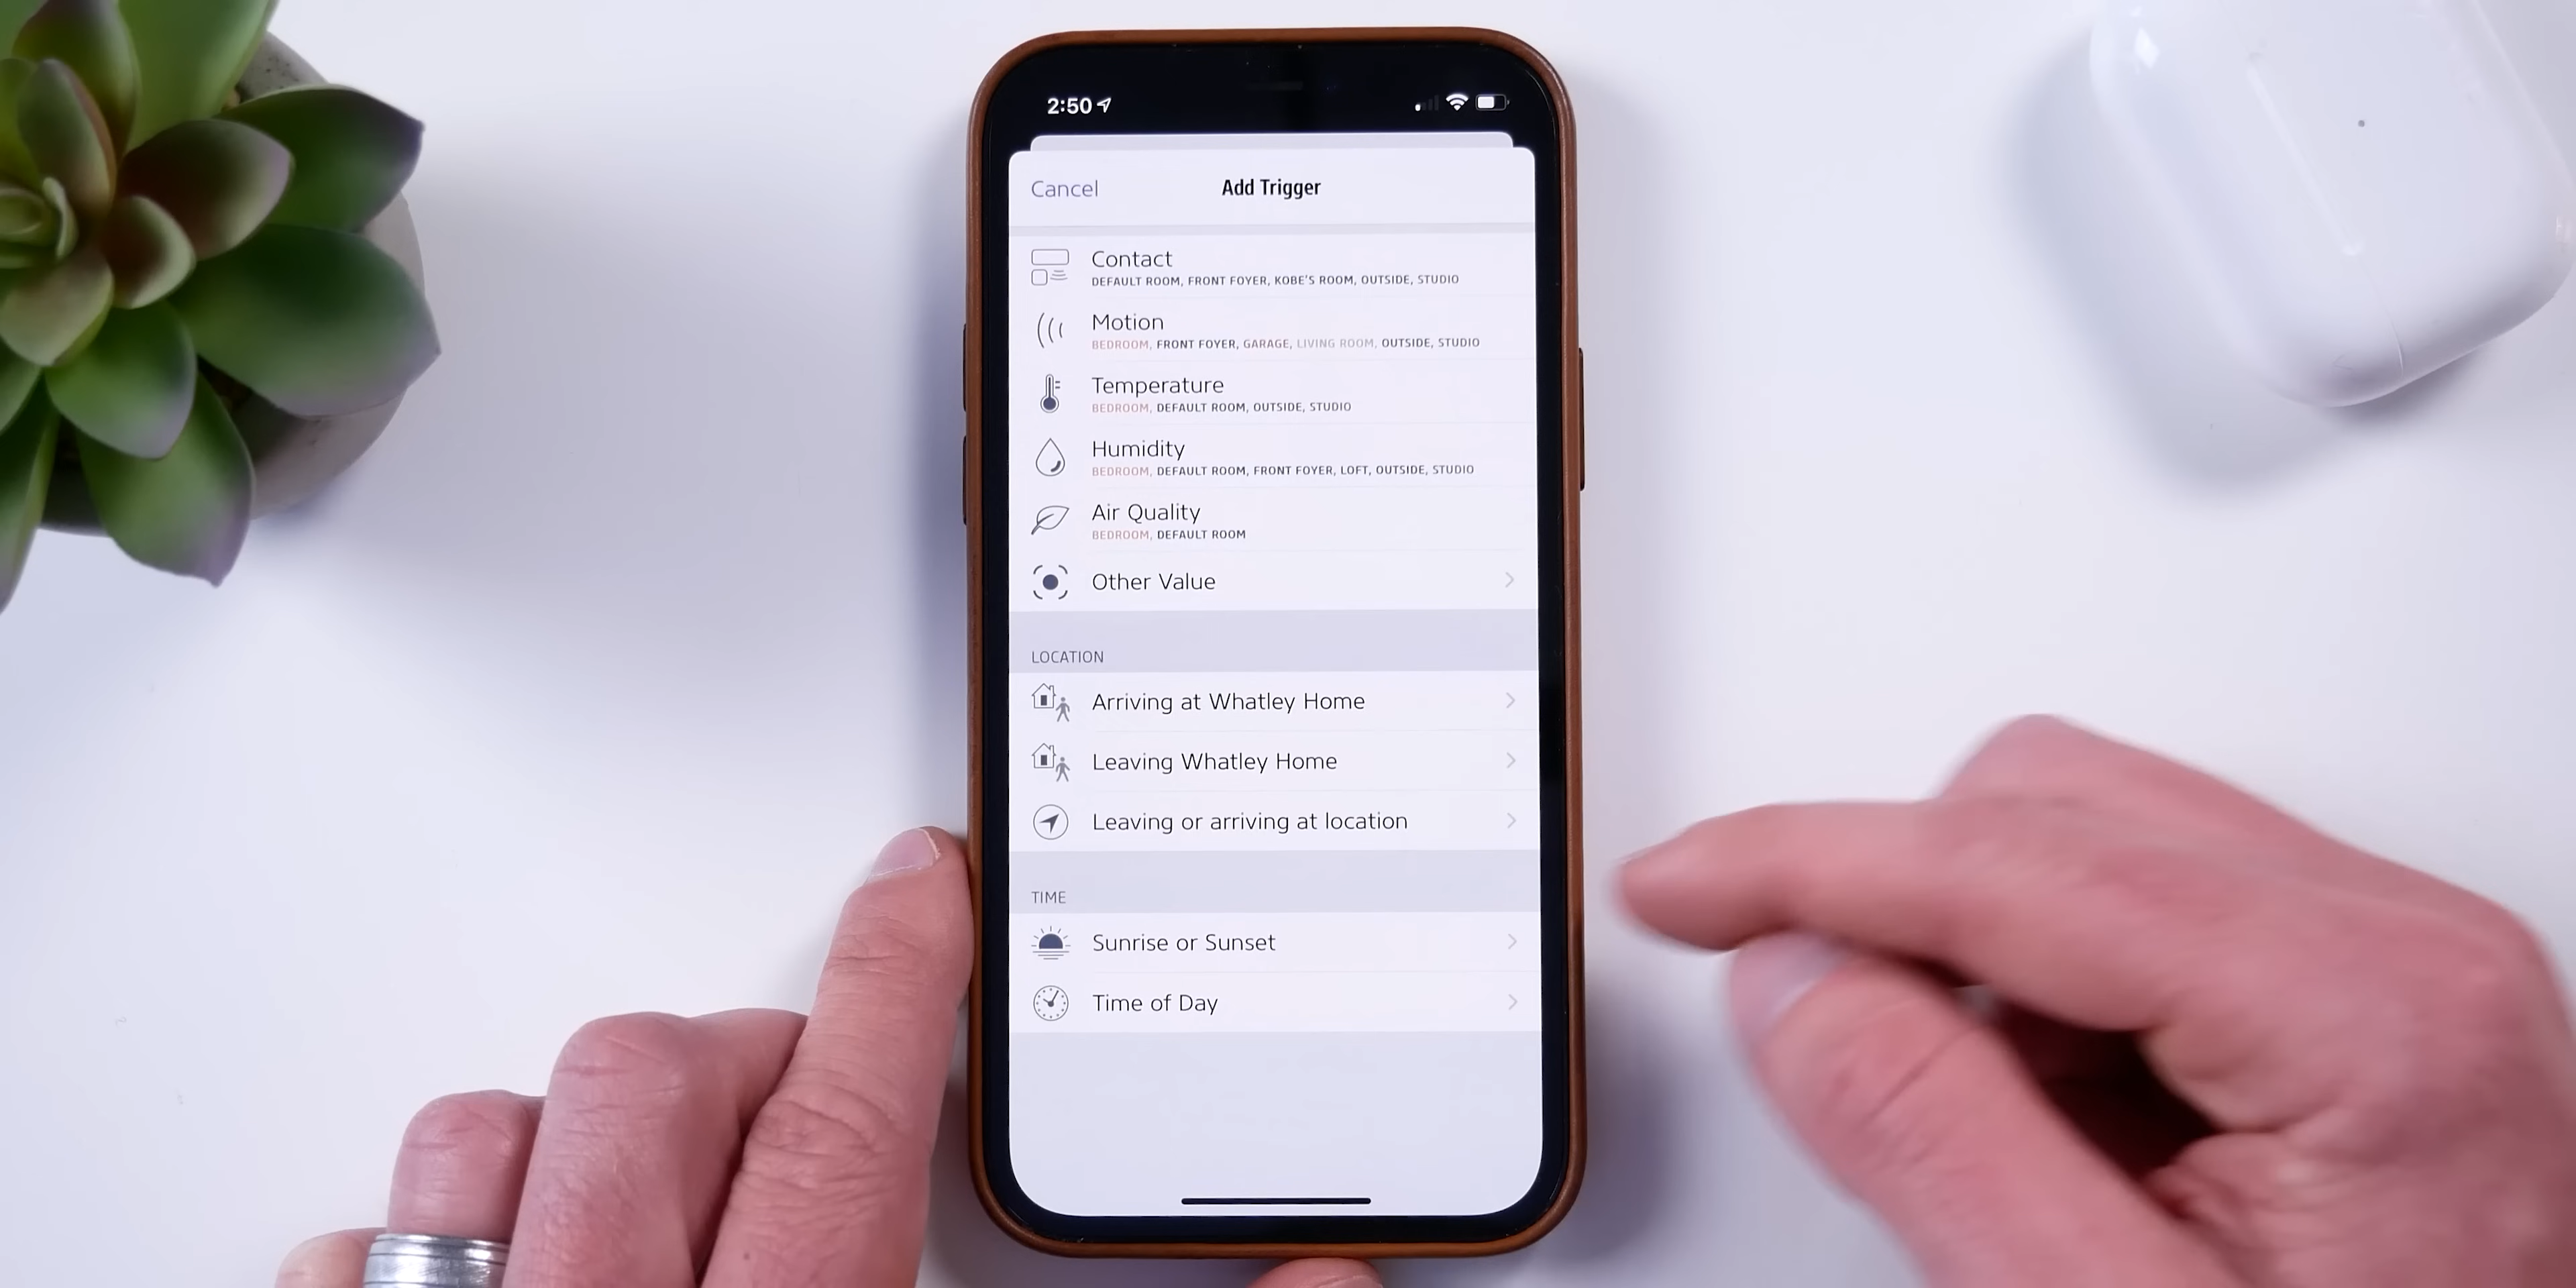 2:50
Cancel
Add Trigger
Contact
DEFAULT ROOM, FRONT FOYER, KOBE'S ROOM, OUTSIDE, STUDIO
Motion
BEDROOM, FRONT FOYER, GARAGE, LIVING ROOM, OUTSIDE, STUDIO
Temperature
BEDROOM, DEFAULT ROOM, OUTSIDE, STUDIO
Humidity
BEDROOM, DEFAULT ROOM, FRONT FOYER, LOFT, OUTSIDE, STUDIO
Air Quality
BEDROOM, DEFAULT ROOM
Other Value
LOCATION
Arriving at Whatley Home
Leaving Whatley Home
Leaving or arriving at location
TIME
Sunrise or Sunset
Time of Day